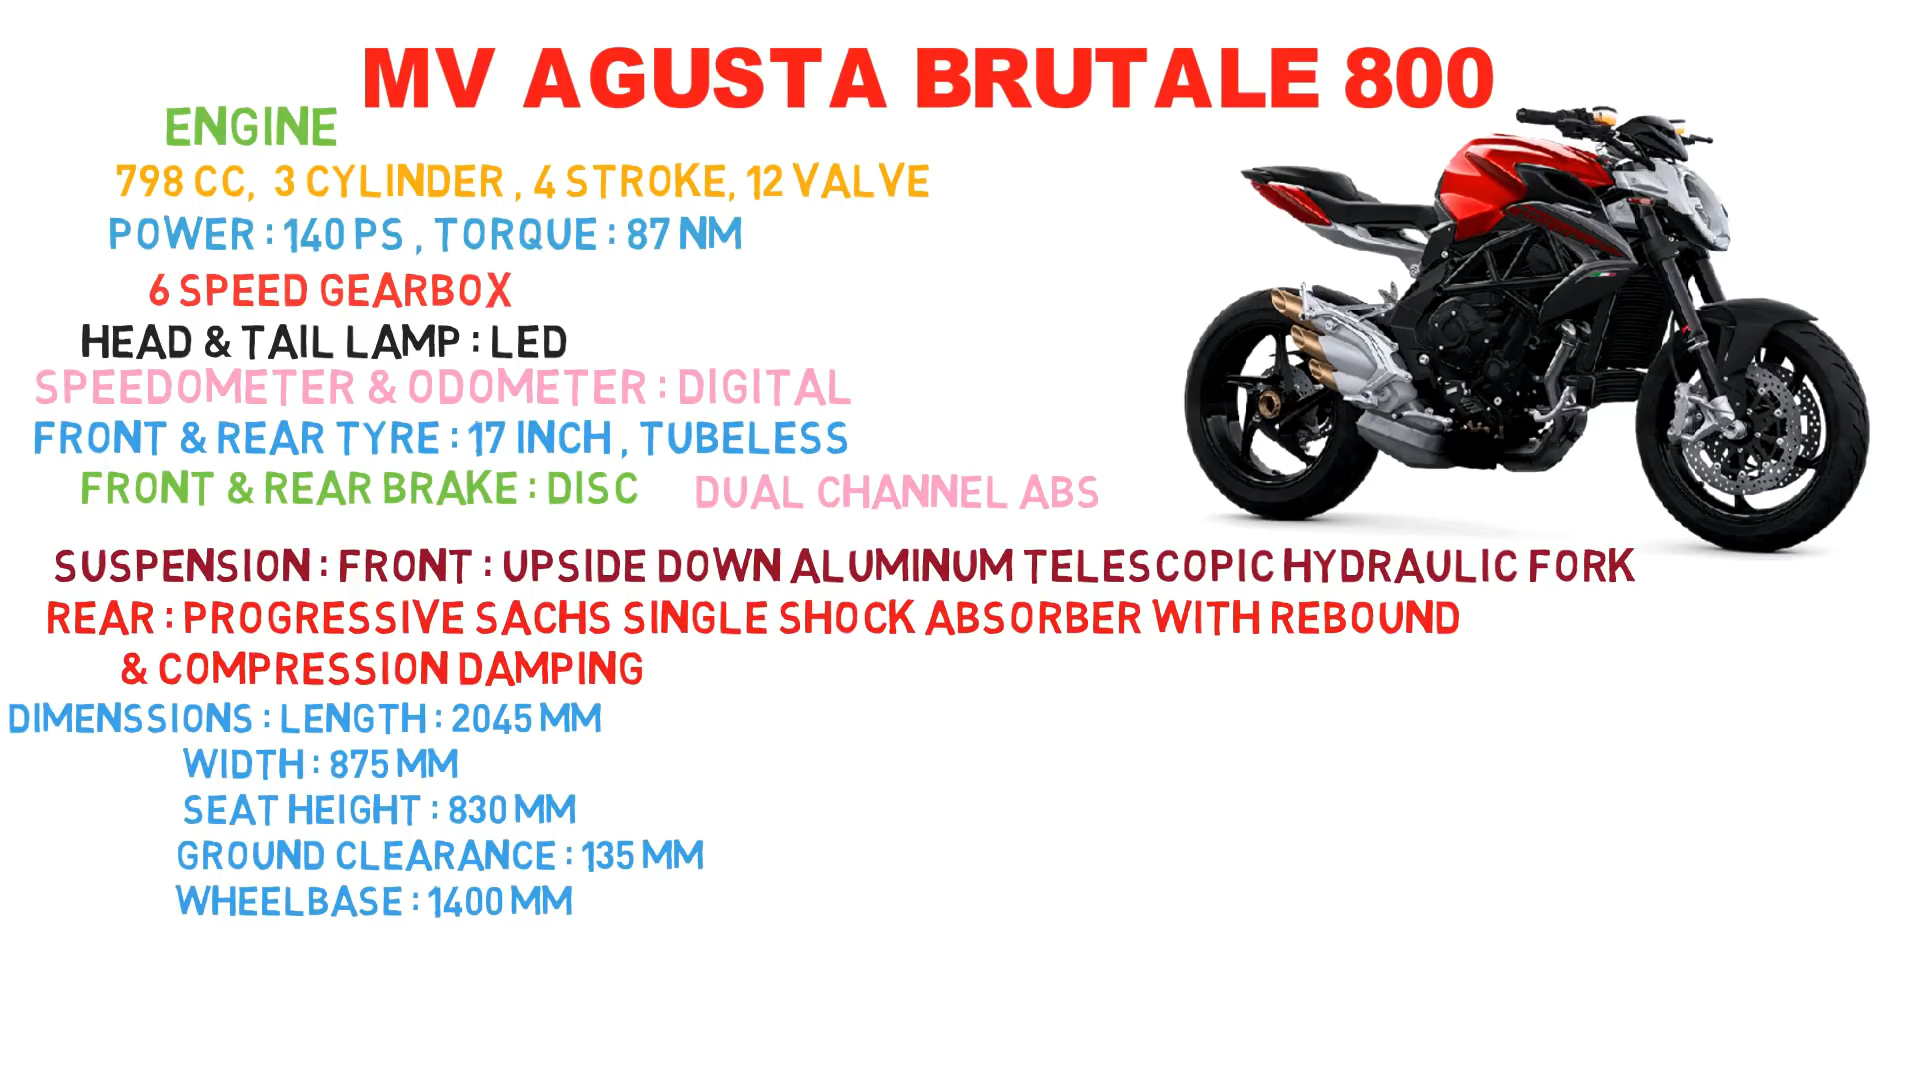 MV AGUSTA BRUTALE 800
ENGINE
798 CC, 3 CYLINDER , 4 STROKE, 12 VALVE
POWER : 140 PS , TORQUE : 87 NM
6 SPEED GEARBOX
HEAD & TAIL LAMP : LED
SPEEDOMETER & ODOMETER : DIGITAL
FRONT & REAR TYRE : 17 INCH , TUBELESS
FRONT & REAR BRAKE : DISC DUAL CHANNEL ABS
SUSPENSION : FRONT : UPSIDE DOWN ALUMINUM TELESCOPIC HYDRAULIC FORK
REAR : PROGRESSIVE SACHS SINGLE SHOCK ABSORBER WITH REBOUND
& COMPRESSION DAMPING
DIMENSSIONS : LENGTH : 2045 MM
WIDTH : 875 MM
SEAT HEIGHT : 830 MM
GROUND CLEARANCE : 135 MM
WHEELBASE : 1400 MM